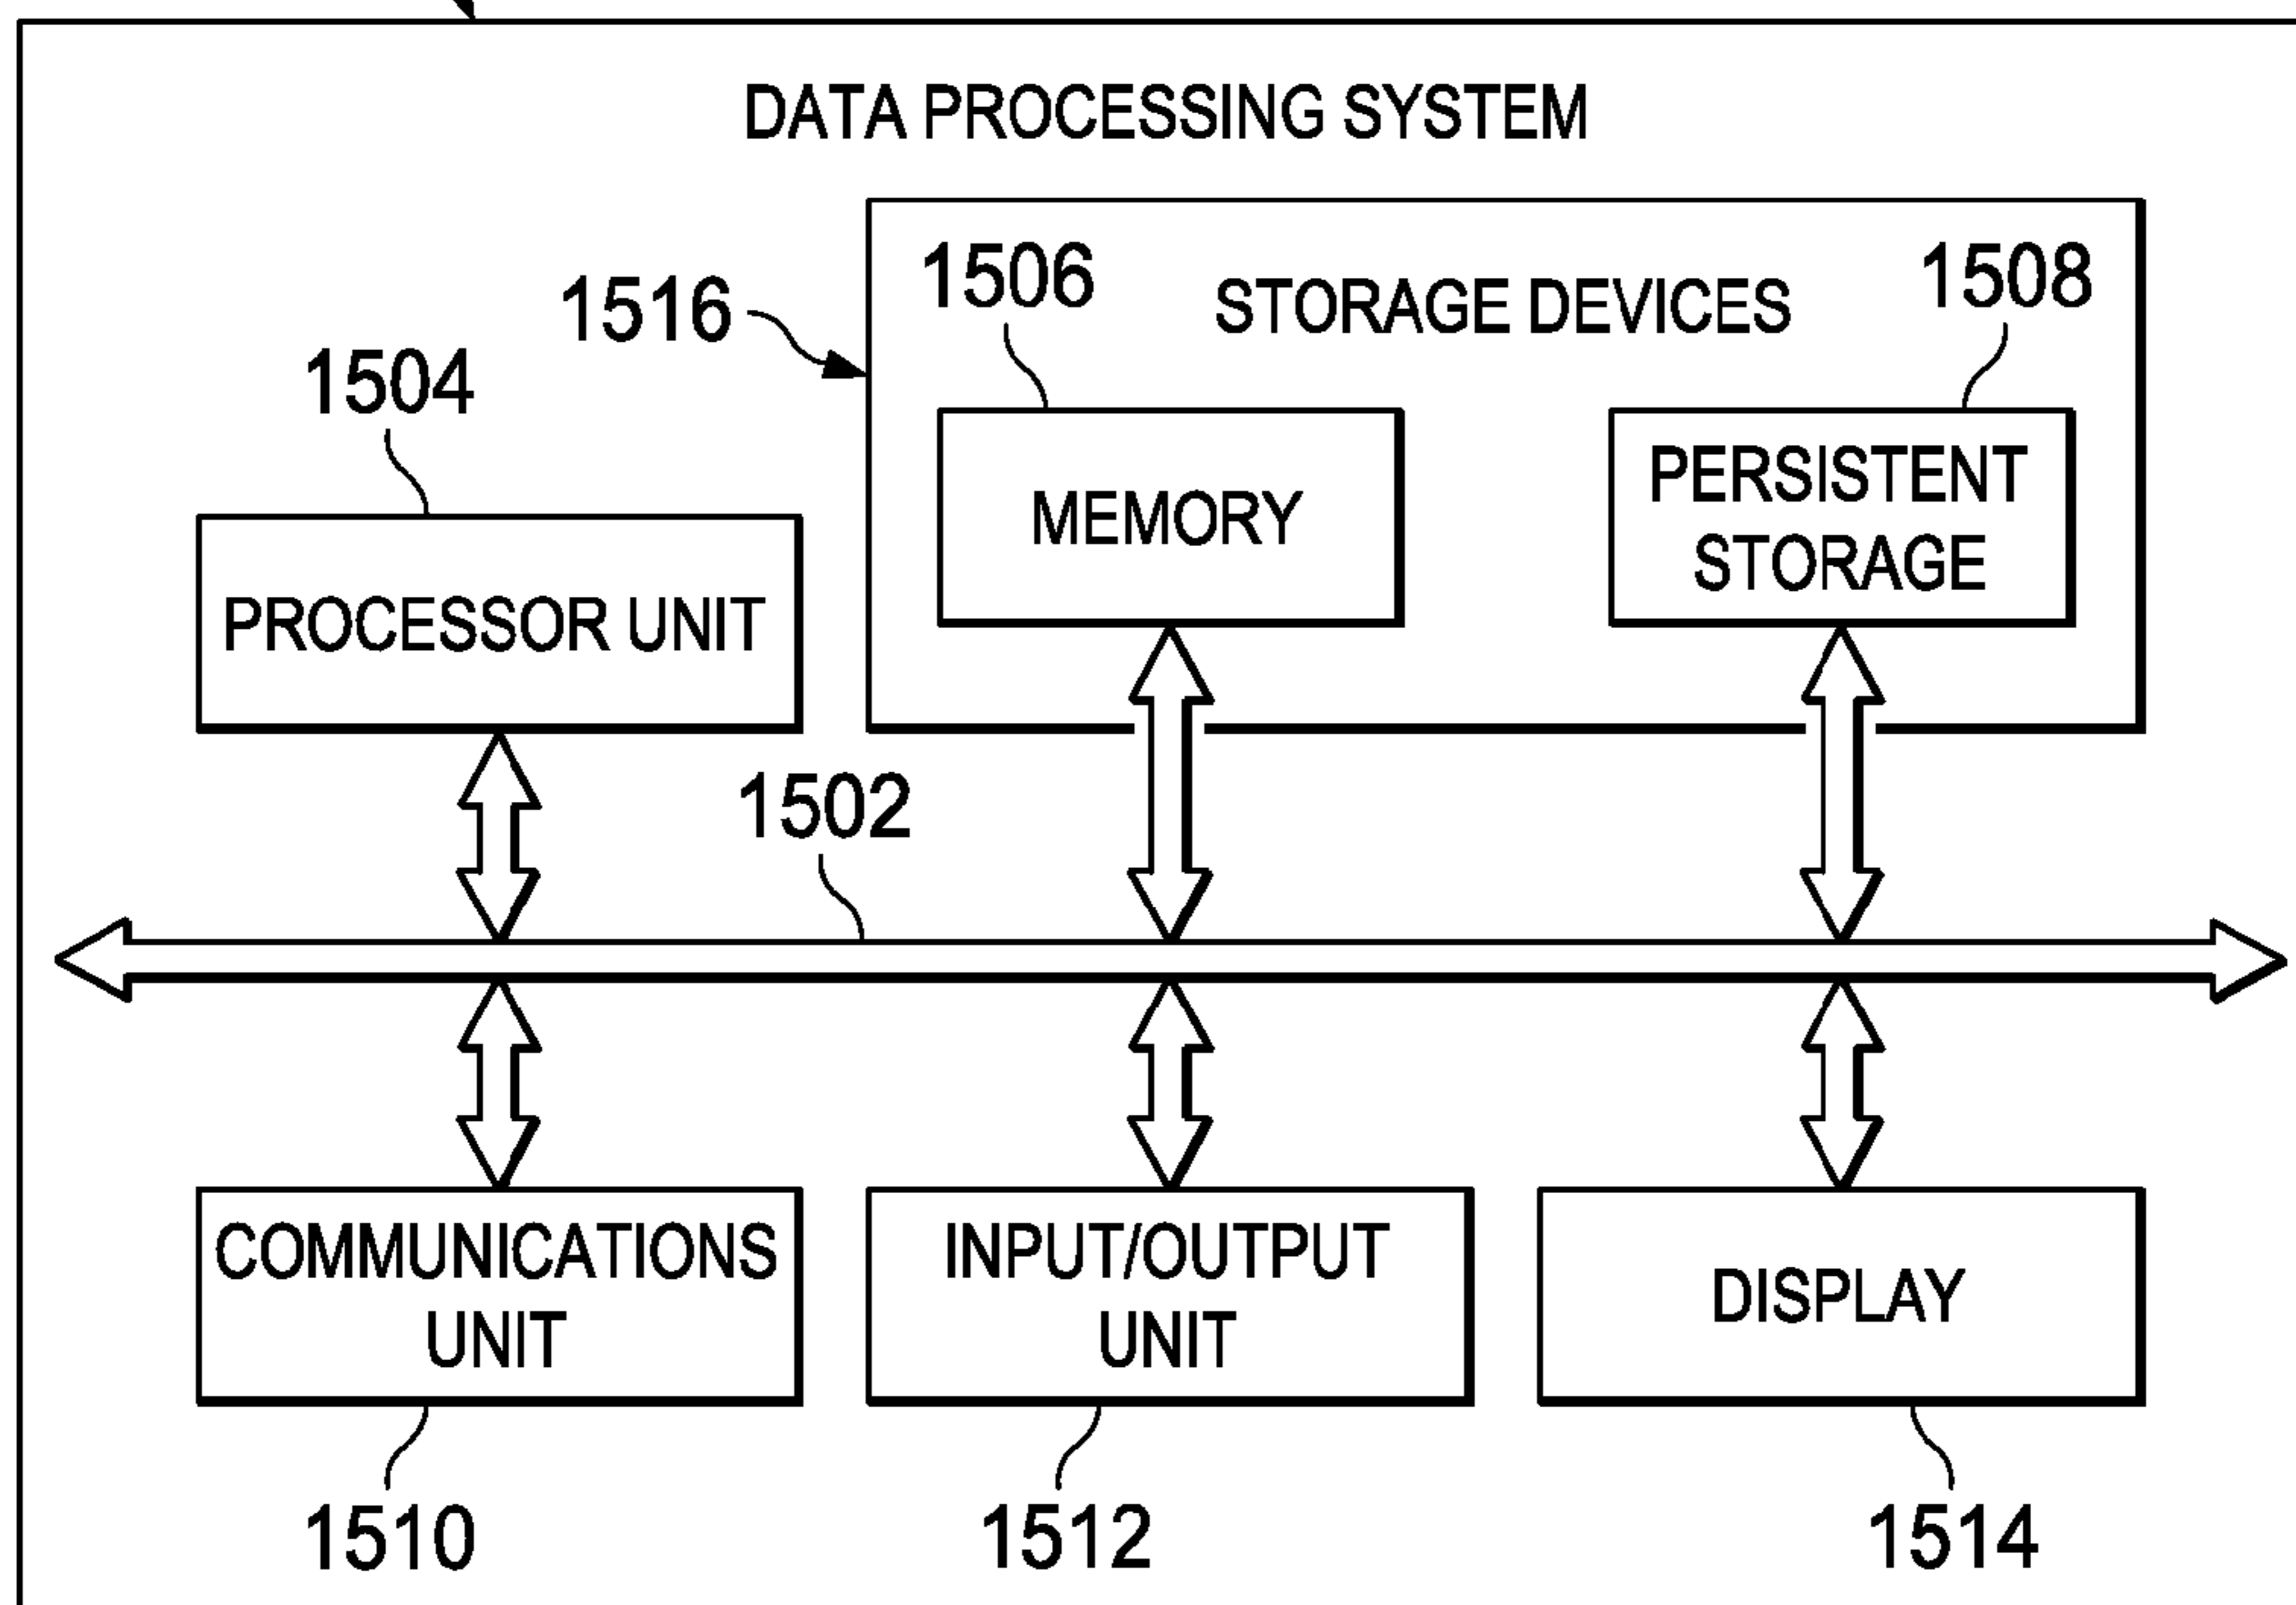 DATA PROCESSING SYSTEM
1506
1508
STORAGE DEVICES
1516
1504
MEMORY
PERSISTENT
STORAGE
PROCESSOR UNIT
1502
COMMUNICATIONS
UNIT
INPUT/OUTPUT
UNIT
DISPLAY
1510
1512
1514